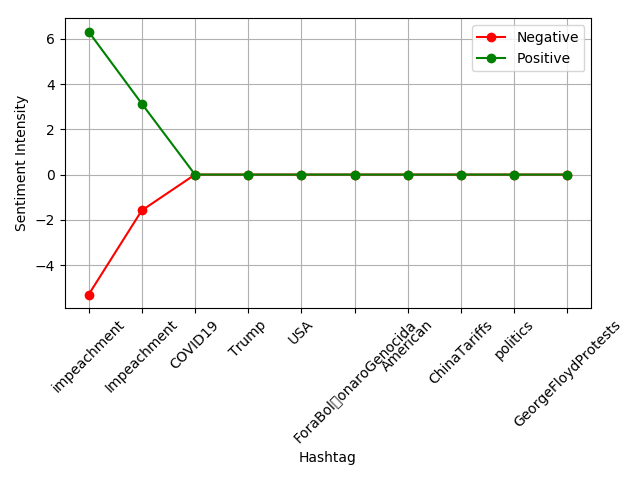 Negative
Positive
6
4
2
0
−2
−4
Sentiment Intensity
impeachment
Impeachment
COVID19
Trump
USA
American
ChinaTariffs
politics
GeorgeFloydProtests
Hashtag